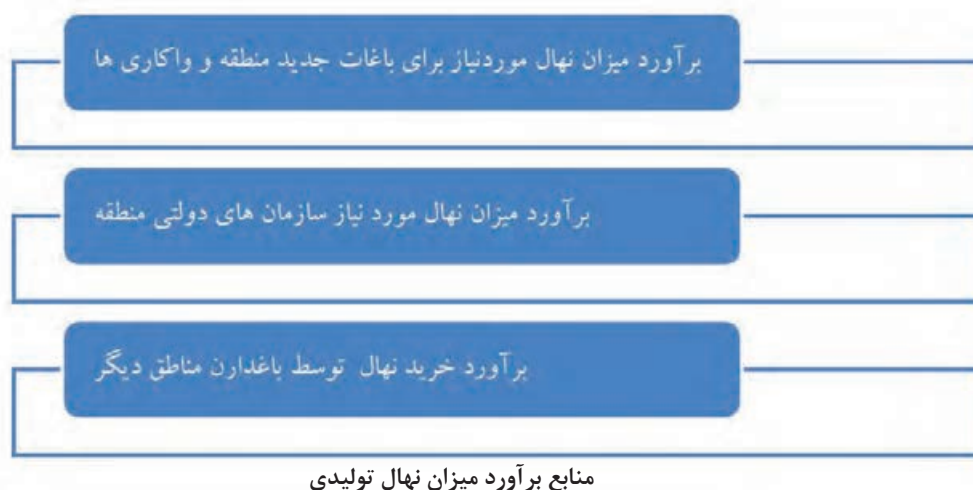 برآورد میزان نهال موردنیاز برای باغات جدید منطقه و واکاری ها
برآورد میزان نهال مورد نیاز سازمان های دولتی منطقه
برآورد خرید نهال توسط باغدارن مناطق دیگر
منابع برآورد میزان نهال تولیدی